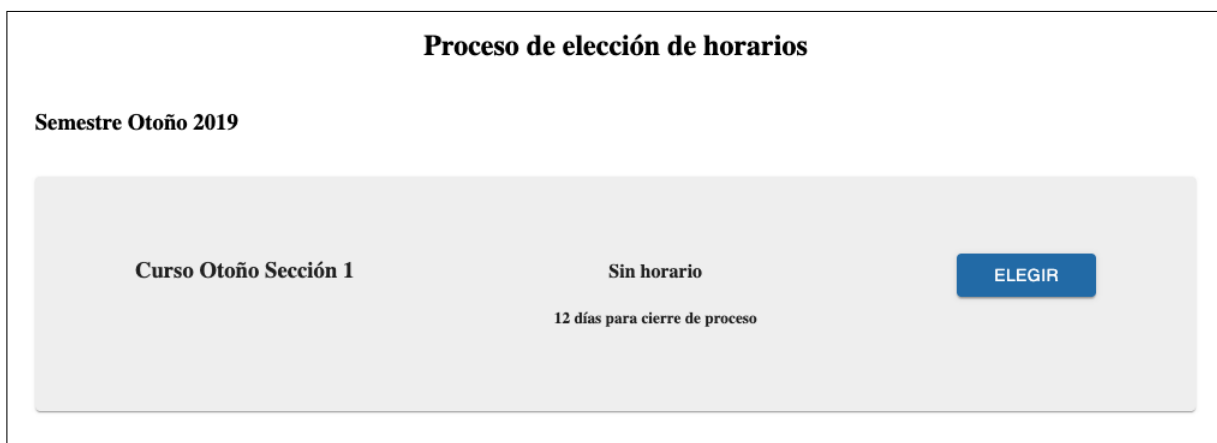 Proceso de elección de horarios
Semestre Otoño 2019
Curso Otoño Sección 1
Sin horario
ELEGIR
12 días para cierre de proceso